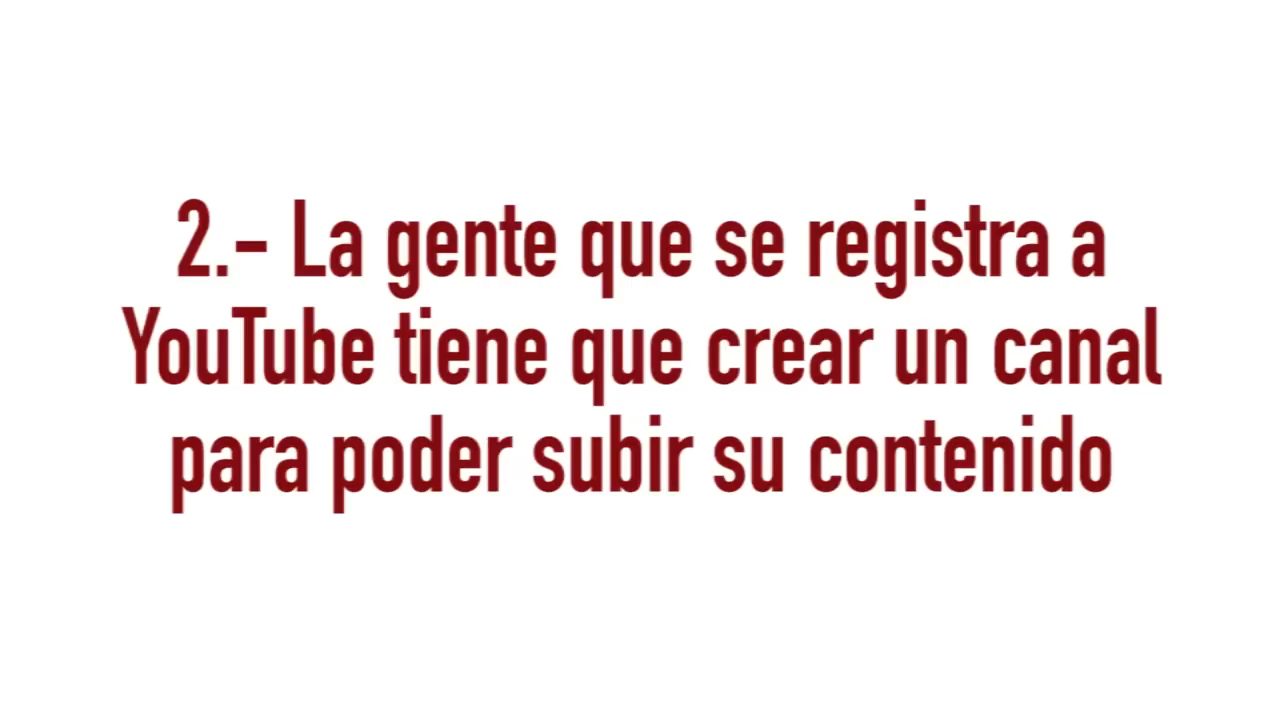 2.- La gente que se registra a
YouTube tiene que crear un canal
para poder subir su contenido